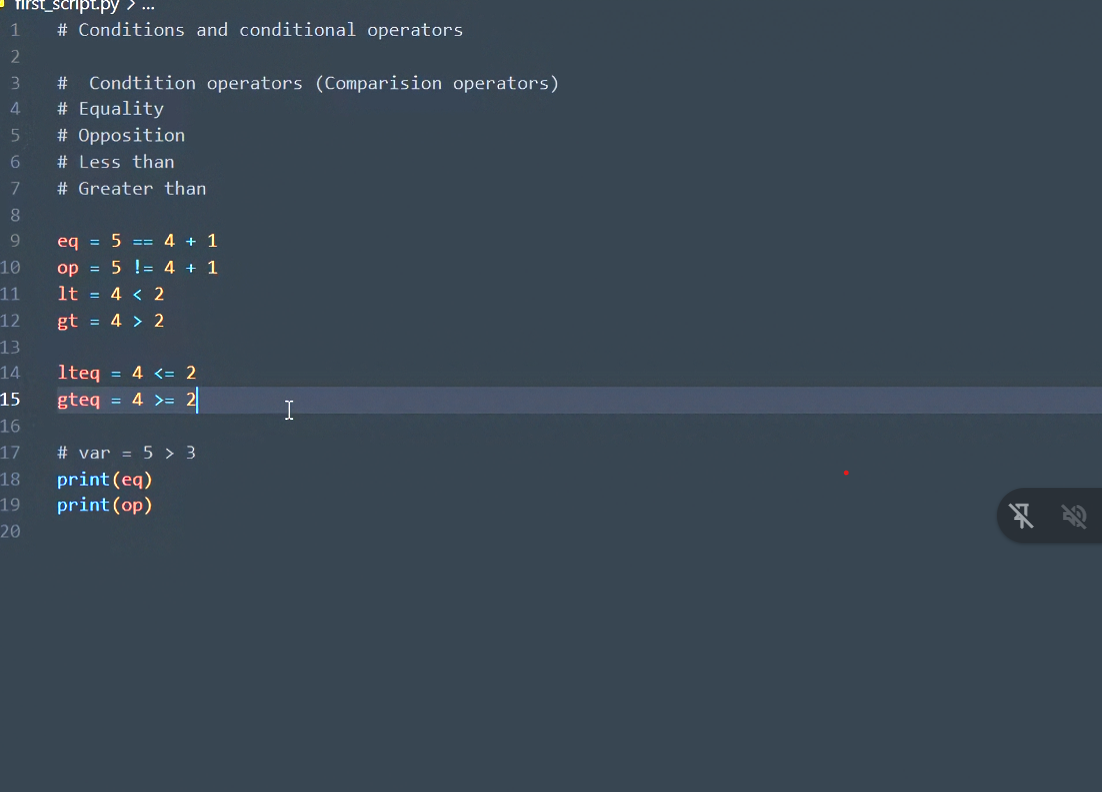 first_script.py > ...
1 # Conditions and conditional operators
2
3 #  Condtition operators (Comparision operators)
4 # Equality
5 # Opposition
6 # Less than
7 # Greater than
8
9 eq = 5 == 4 + 1
10 op = 5 != 4 + 1
11 lt = 4 < 2
12 gt = 4 > 2
13
14 lteq = 4 <= 2
15 gteq = 4 >= 2
16
17 # var = 5 > 3
18 print(eq)
19 print(op)
20